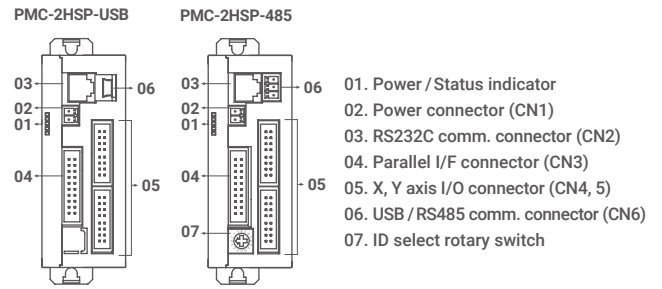 PMC-2HSP-USB
PMC-2HSP-485
03
02
01
04
06
05
03
02
01
04
07
06
05
01. Power / Status indicator
02. Power connector (CN1)
03. RS232C comm. connector (CN2)
04. Parallel I/F connector (CN3)
05. X, Y axis I/O connector (CN4, 5)
06. USB / RS485 comm. connector (CN6)
07. ID select rotary switch